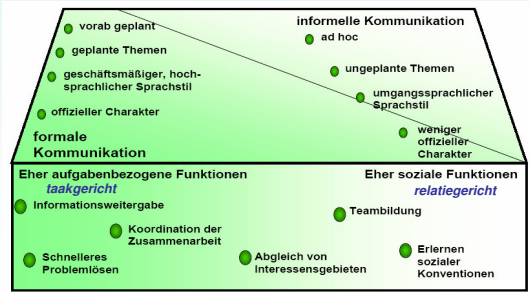 vorab geplant
geplante Themen
geschäftsmäßiger, hoch-
sprachlicher Sprachstil
offizieller Charakter
formale
Kommunikation
informelle Kommunikation
ad hoc
ungeplante Themen
umgangssprachlicher
Sprachstil
weniger
offizieller
Charakter
Eher aufgabenbezogene Funktionen
taakgericht
Informationsweitergabe
Koordination der
Zusammenarbeit
Schnelleres
Problemlösen
Abgleich von
Interessensgebieten
Eher soziale Funktionen
relatiegericht
Teambildung
Erlernen
sozialer
Konventionen